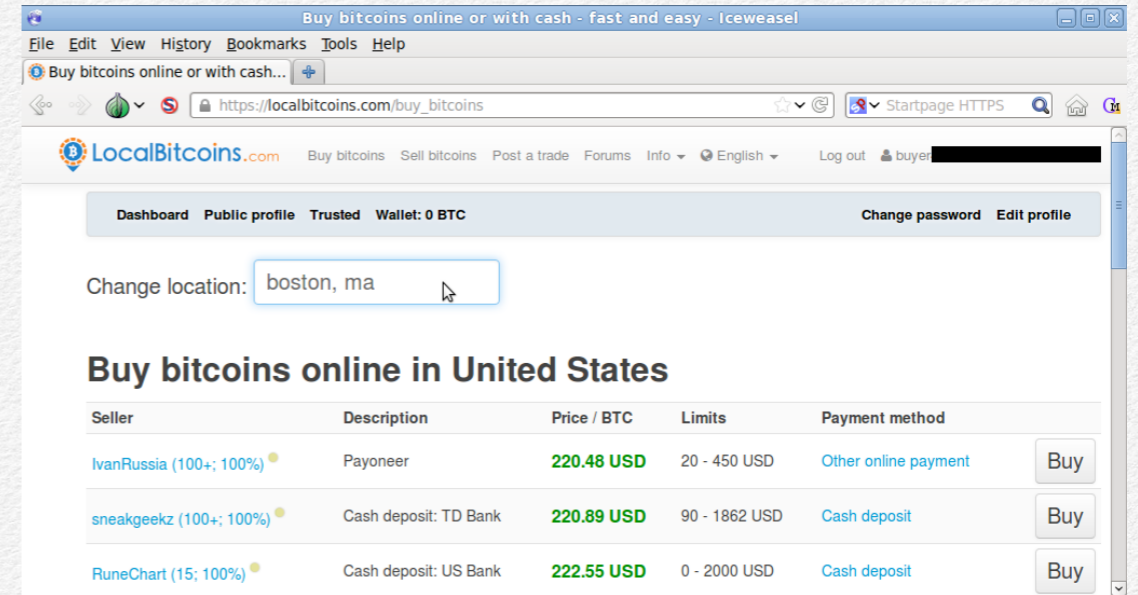 Buy bitcoins online or with cash - fast and easy - Iceweasel
File Edit View History Bookmarks Tools Help
Buy bitcoins online or with cash...
https://localbitcoins.com/buy_bitcoins Startpage HTTPS
LocalBitcoins.com Buy bitcoins Sell bitcoins Post a trade Forums Info English Log out buyer
Dashboard Public profile Trusted Wallet: 0 BTC Change password Edit profile
Change location: boston, ma
Buy bitcoins online in United States
Seller Description Price / BTC Limits Payment method
IvanRussia (100+; 100%) Payoneer 220.48 USD 20 - 450 USD Other online payment Buy
sneakgeekz (100+; 100%) Cash deposit: TD Bank 220.89 USD 90 - 1862 USD Cash deposit Buy
RuneChart (15; 100%) Cash deposit: US Bank 222.55 USD 0 - 2000 USD Cash deposit Buy